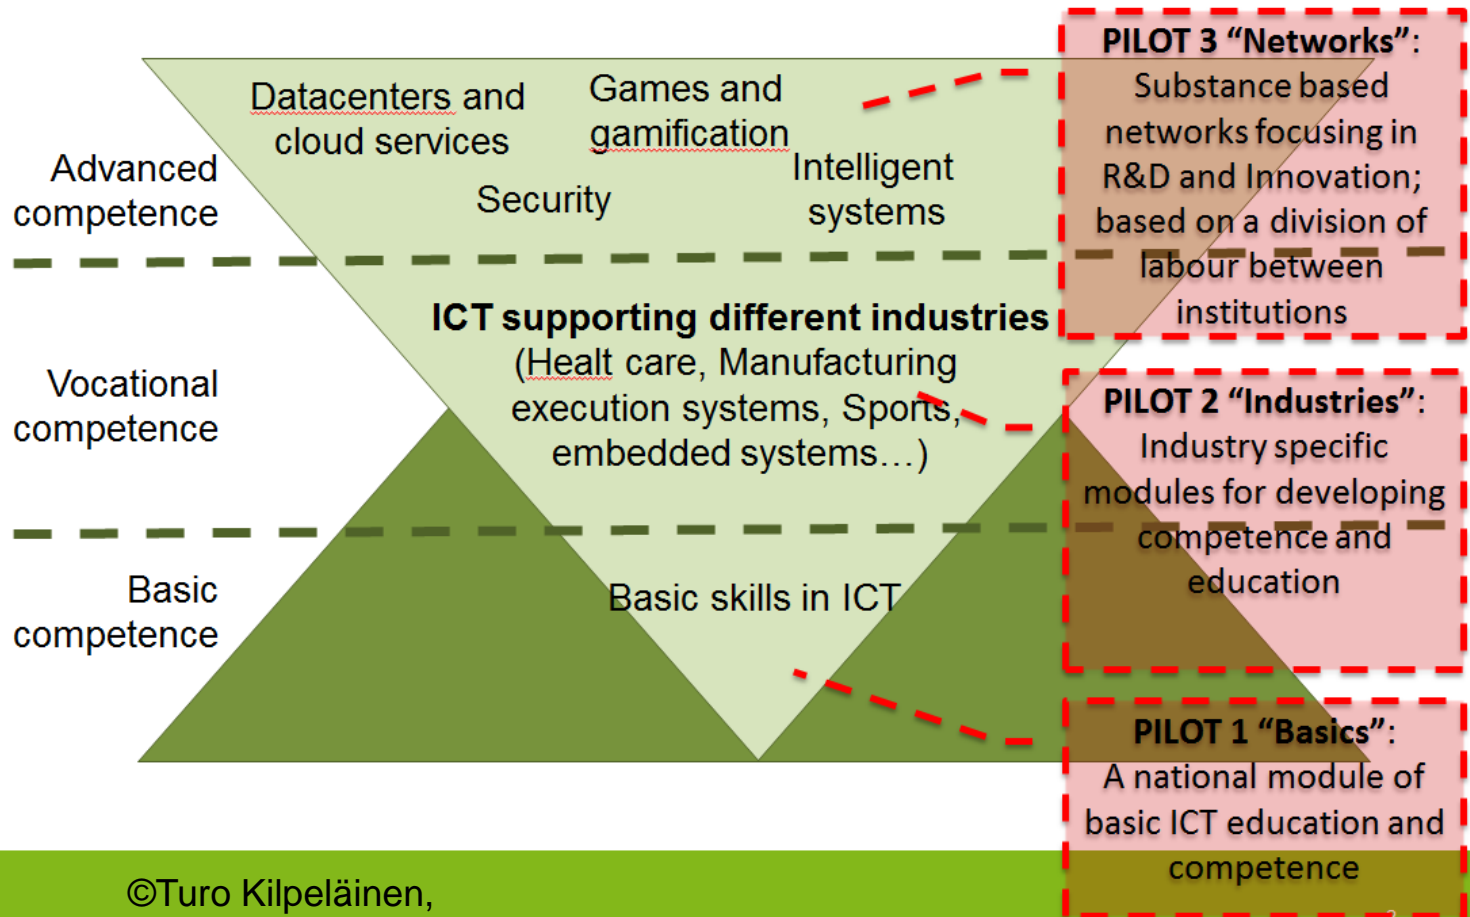 Datacenters and
cloud services
Games and
gamification
Security
Intelligent
systems
Advanced
competence
PILOT 3 “Networks”:
Substance based
networks focusing in
R&D and Innovation;
based on a division of
labour between
institutions
ICT supporting different industries
(Healt care, Manufacturing
execution systems, Sports,
embedded systems…)
Vocational
competence
PILOT 2 “Industries”:
Industry specific
modules for developing
competence and
education
Basic
competence
Basic skills in ICT
PILOT 1 “Basics”:
A national module of
basic ICT education and
competence
©Turo Kilpeläinen,